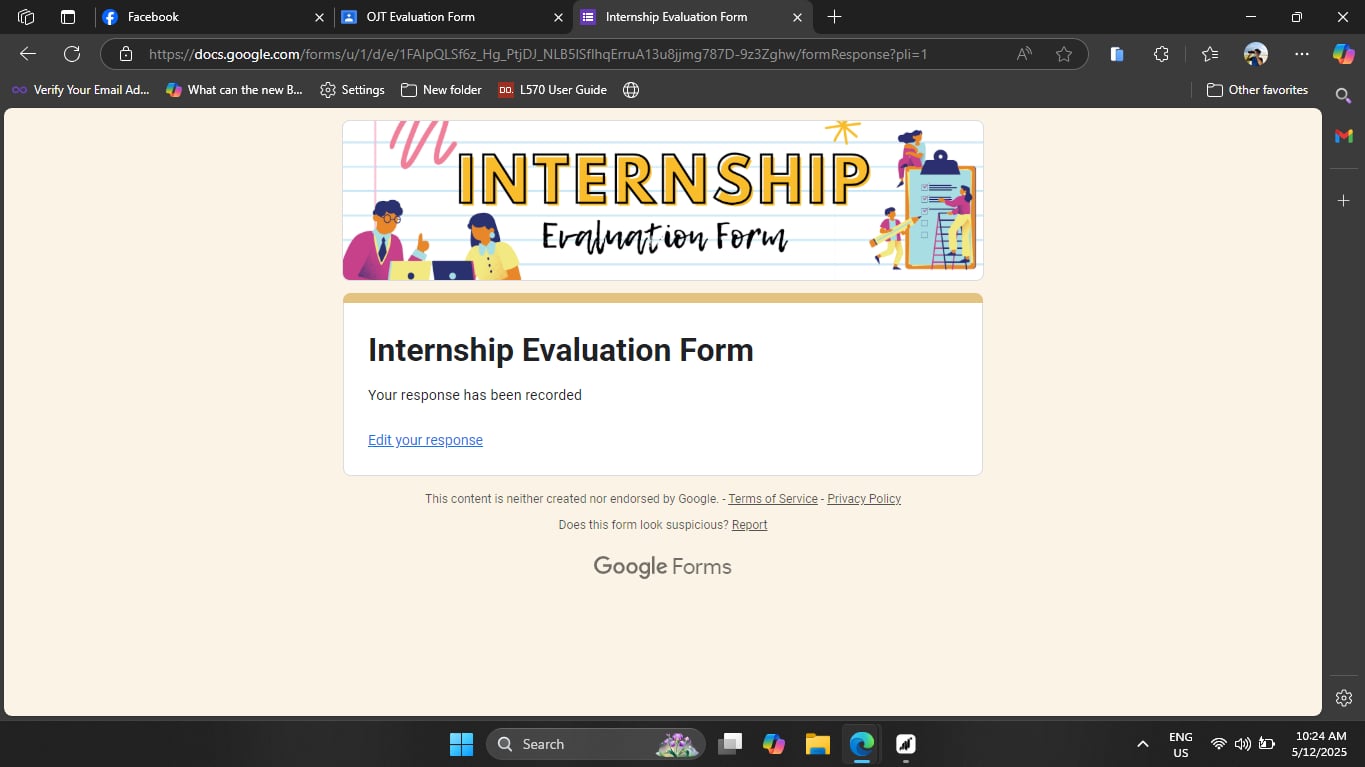 Facebook
OJT Evaluation Form
Internship Evaluation Form
https://docs.google.com/forms/u/1/d/e/1FAIpQLSf6z_Hg_PtjDJ_NLB5ISflhqErruA13u8jjmg787D-9z3Zghw/formResponse?pli=1
Verify Your Email Ad...
What can the new B...
Settings
New folder
L570 User Guide
Other favorites
INTERNSHIP
Evaluation Form
Internship Evaluation Form
Your response has been recorded
Edit your response
This content is neither created nor endorsed by Google. - Terms of Service - Privacy Policy
Does this form look suspicious? Report
Google Forms
Search
ENG
US
10:24 AM
5/12/2025